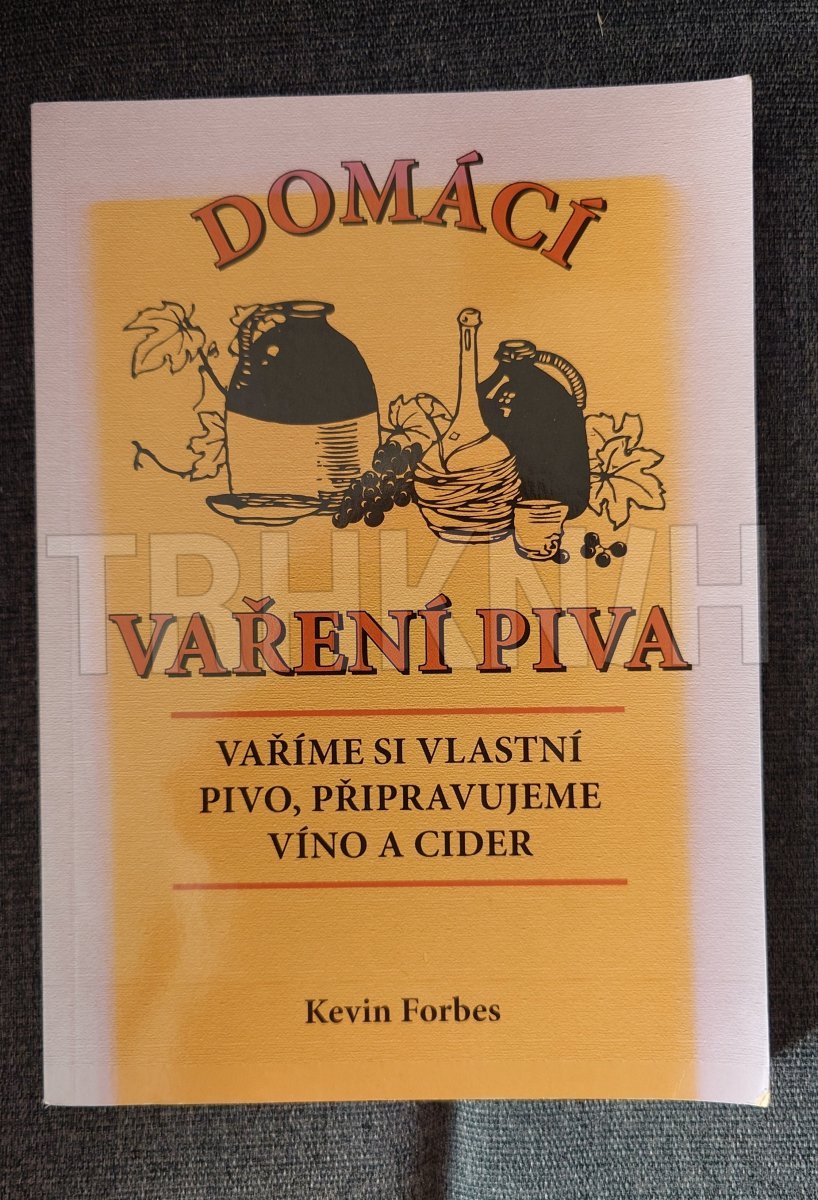 DOMÁCÍ
TRHKNIH
VAŘENÍ PIVA
VAŘÍME SI VLASTNÍ
PIVO, PŘIPRAVUJEME
VÍNO A CIDER
Kevin Forbes